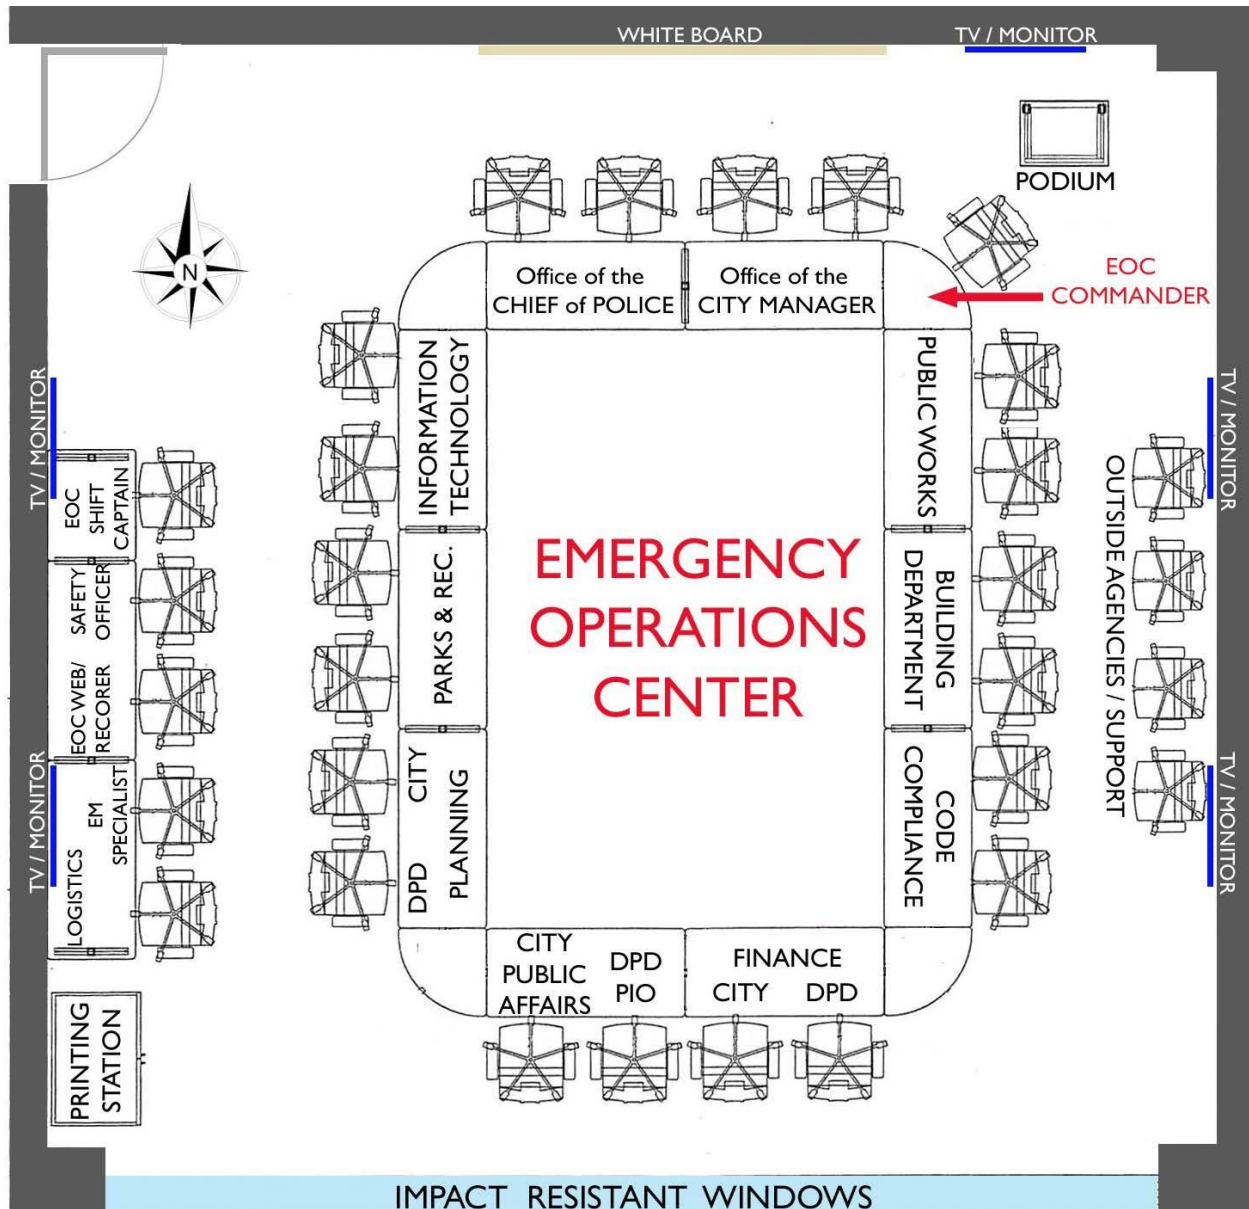 WHITE BOARD
TV / MONITOR
PODIUM
N
Office of the
CHIEF of POLICE
Office of the
CITY MANAGER
EOC
COMMANDER
INFORMATION
TECHNOLOGY
PUBLIC WORKS
TV / MONITOR
TV / MONITOR
EOC
SHIFT
CAPTAIN
OUTSIDE AGENCIES / SUPPORT
EMERGENCY
OPERATIONS
CENTER
PARKS & REC.
BUILDING
DEPARTMENT
SAFETY
OFFICER
EOC WEB/
RECORER
CITY
PLANNING
DPD
CODE
COMPLIANCE
TV / MONITOR
TV / MONITOR
EM
SPECIALIST
LOGISTICS
CITY
PUBLIC
AFFAIRS
DPD
PIO
FINANCE
CITY DPD
PRINTING
STATION
IMPACT RESISTANT WINDOWS